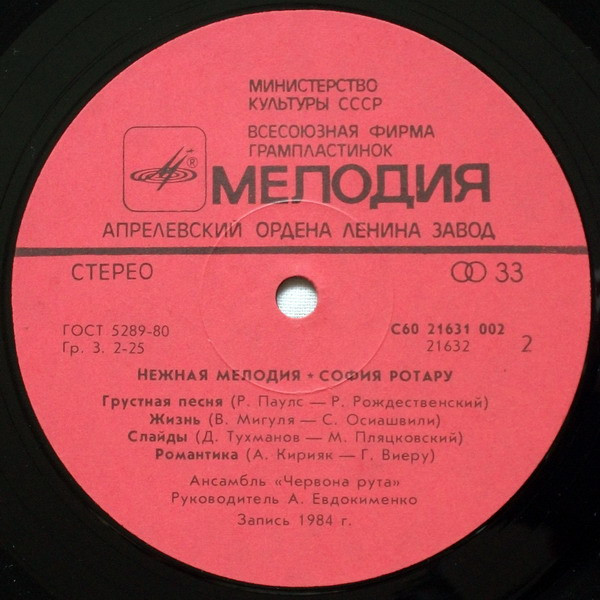 МИНИСТЕРСТВО
КУЛЬТУРЫ СССР
ВСЕСОЮЗНАЯ ФИРМА
ГРАМПЛАСТИНОК
®
МЕЛОДИЯ
АПРЕЛЕВСКИЙ ОРДЕНА ЛЕНИНА ЗАВОД
СТЕРЕО 33
ГОСТ 5289-80 С60 21631 002
Гр. 3. 2-25 21632 2
НЕЖНАЯ МЕЛОДИЯ • СОФИЯ РОТАРУ
Грустная песня (Р. Паулс — Р. Рождественский)
Жизнь (В. Мигуля — С. Осиашвили)
Слайды (Д. Тухманов — М. Пляцковский)
Романтика (А. Кирияк — Г. Виеру)
Ансамбль «Червона рута»
Руководитель А. Евдокименко
Запись 1984 г.